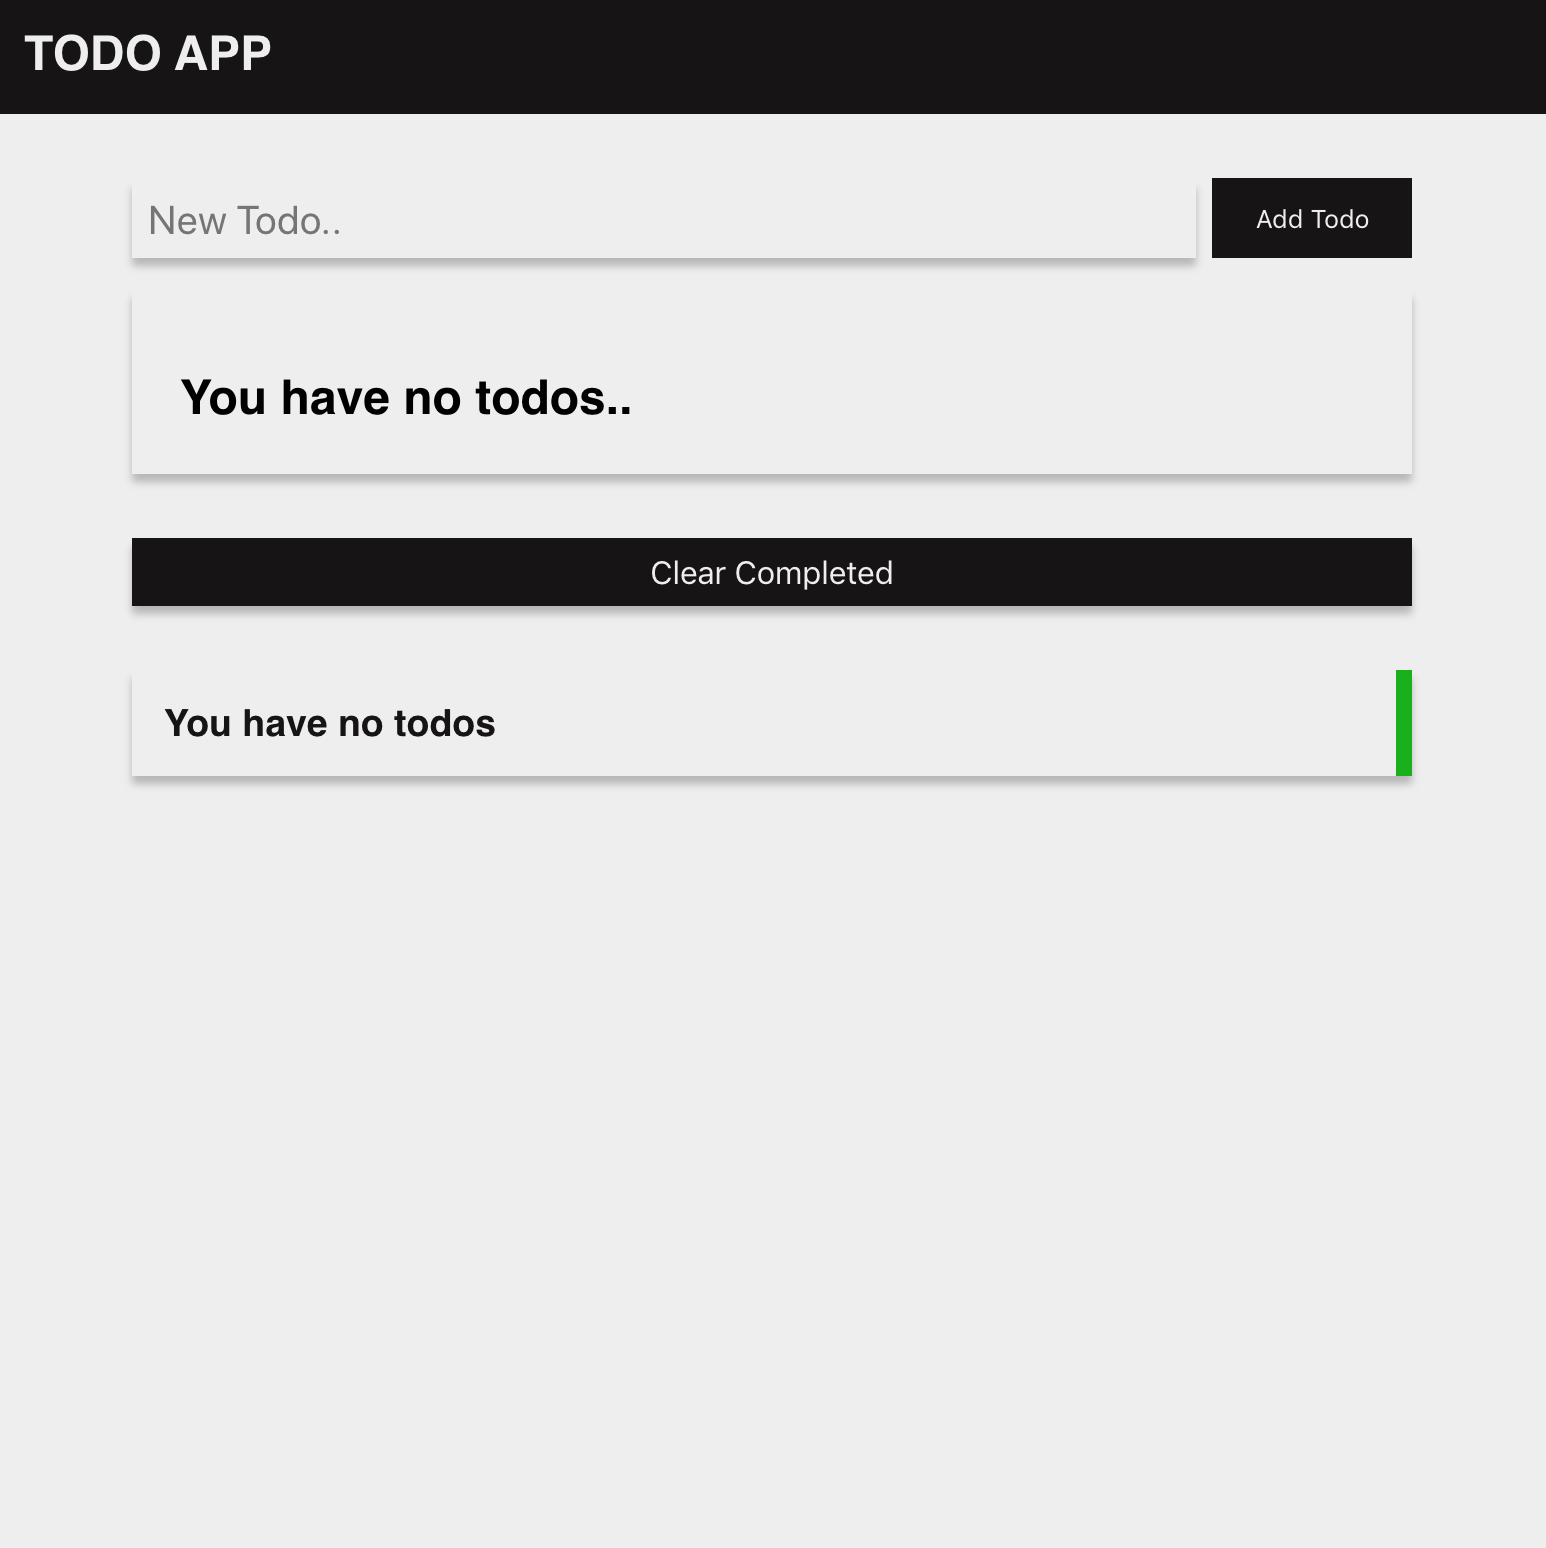 TODO APP
New Todo..
Add Todo
You have no todos..
Clear Completed
You have no todos